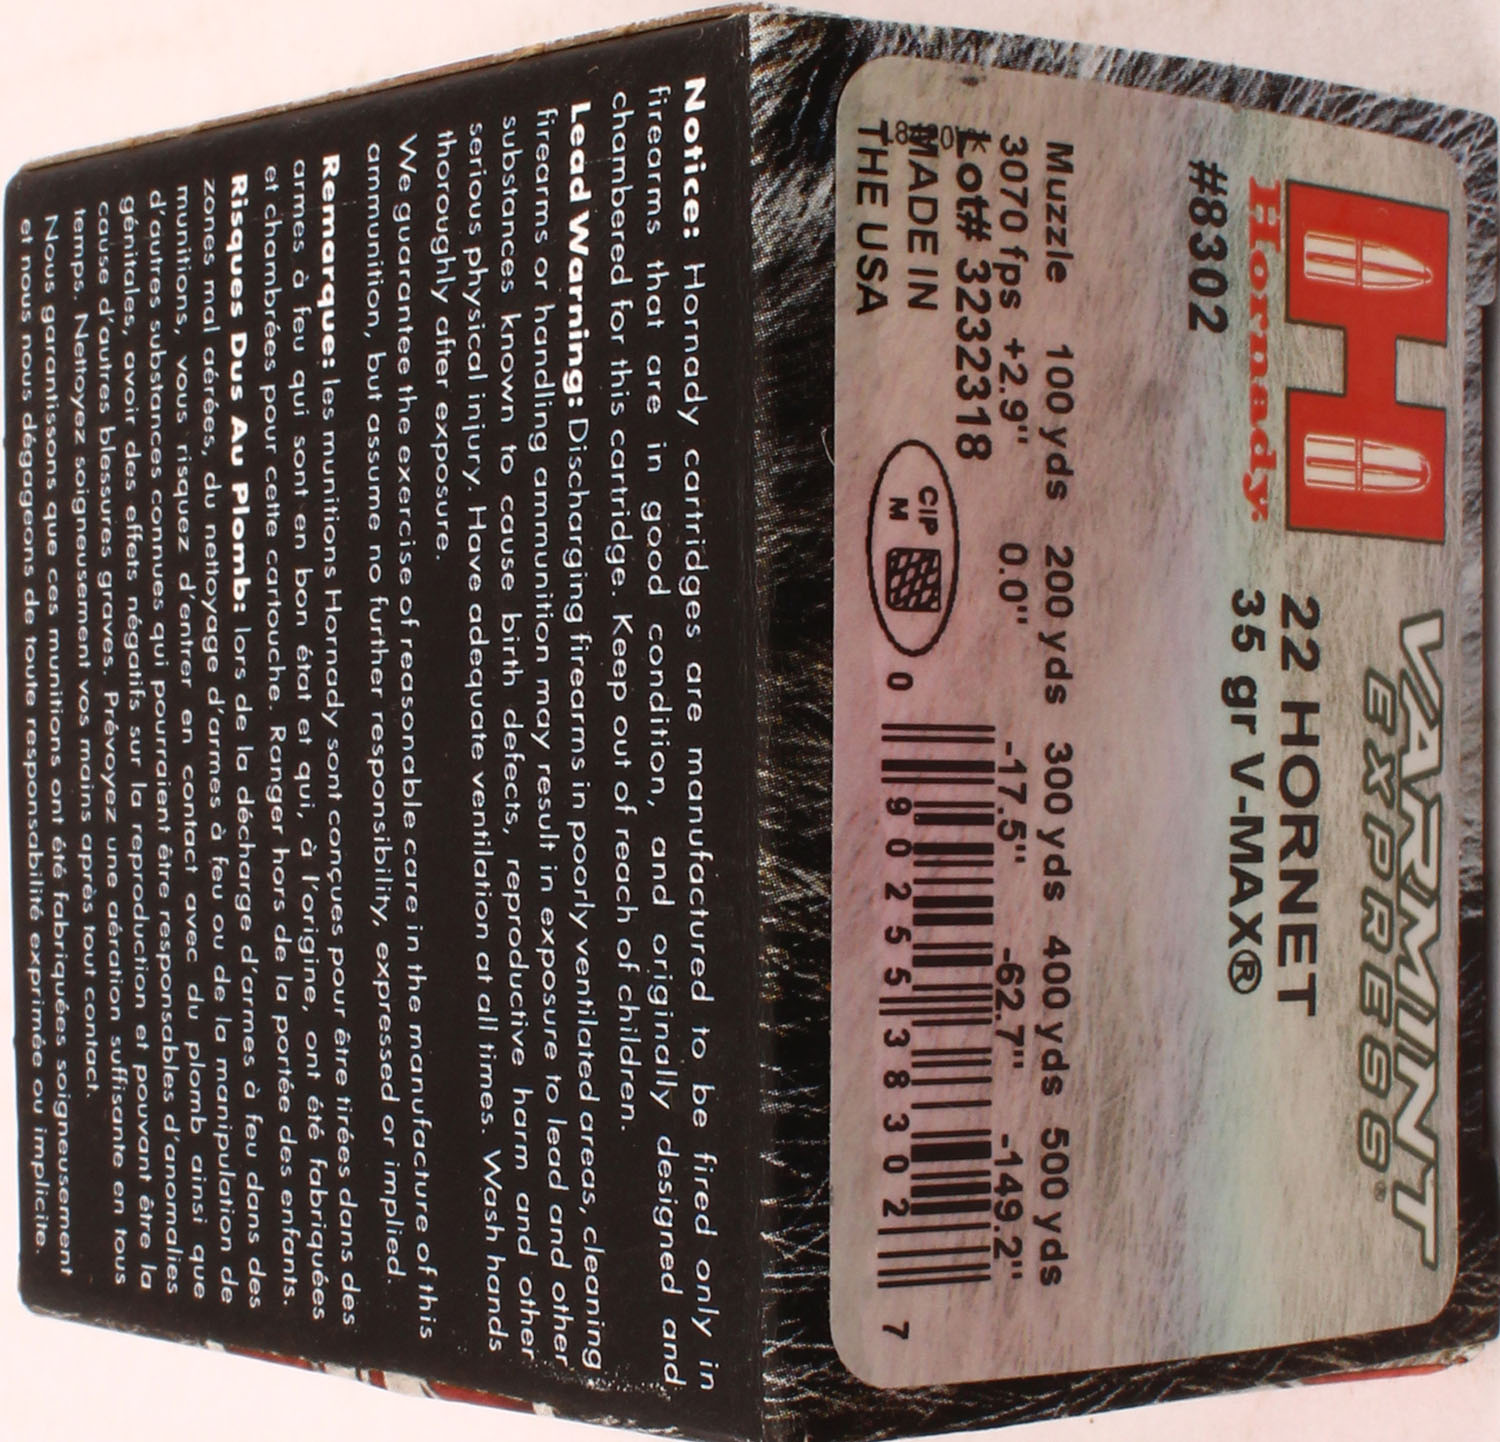 Hornady.
VARMINT
EXPRESS®
22 HORNET
35 gr V-MAX®
#8302
Muzzle 100 yds 200 yds 300 yds 400 yds 500 yds
3070 fps +2.9" 0.0" -17.5" -62.7" -149.2"
Lot# 3232318
MADE IN
THE USA
CIP
M
0 90255 38302 7
Notice: Hornady cartridges are manufactured to be fired only in
firearms that are in good condition, and originally designed and
chambered for this cartridge. Keep out of reach of children.
Lead Warning: Discharging firearms in poorly ventilated areas, cleaning
firearms or handling ammunition may result in exposure to lead and other
substances known to cause birth defects, reproductive harm and other
serious physical injury. Have adequate ventilation at all times. Wash hands
thoroughly after exposure.
We guarantee the exercise of reasonable care in the manufacture of this
ammunition, but assume no further responsibility, expressed or implied.
Remarque: les munitions Hornady sont conçues pour être tirées dans des
armes à feu qui sont en bon état et qui, à l'origine, ont été fabriquées
et chambrées pour cette cartouche. Ranger hors de la portée des enfants.
Risques Dus Au Plomb: lors de la décharge d'armes à feu dans des
zones mal aérées, du nettoyage d'armes à feu ou de la manipulation de
munitions, vous risquez d'entrer en contact avec du plomb ainsi que
d'autres substances connues qui pourraient être responsables d'anomalies
génitales, avoir des effets négatifs sur la reproduction et pouvant être la
cause d'autres blessures graves. Prévoyez une aération suffisante en tous
temps. Nettoyez soigneusement vos mains après tout contact.
Nous garantissons que ces munitions ont été fabriquées soigneusement
et nous nous dégageons de toute responsabilité exprimée ou implicite.